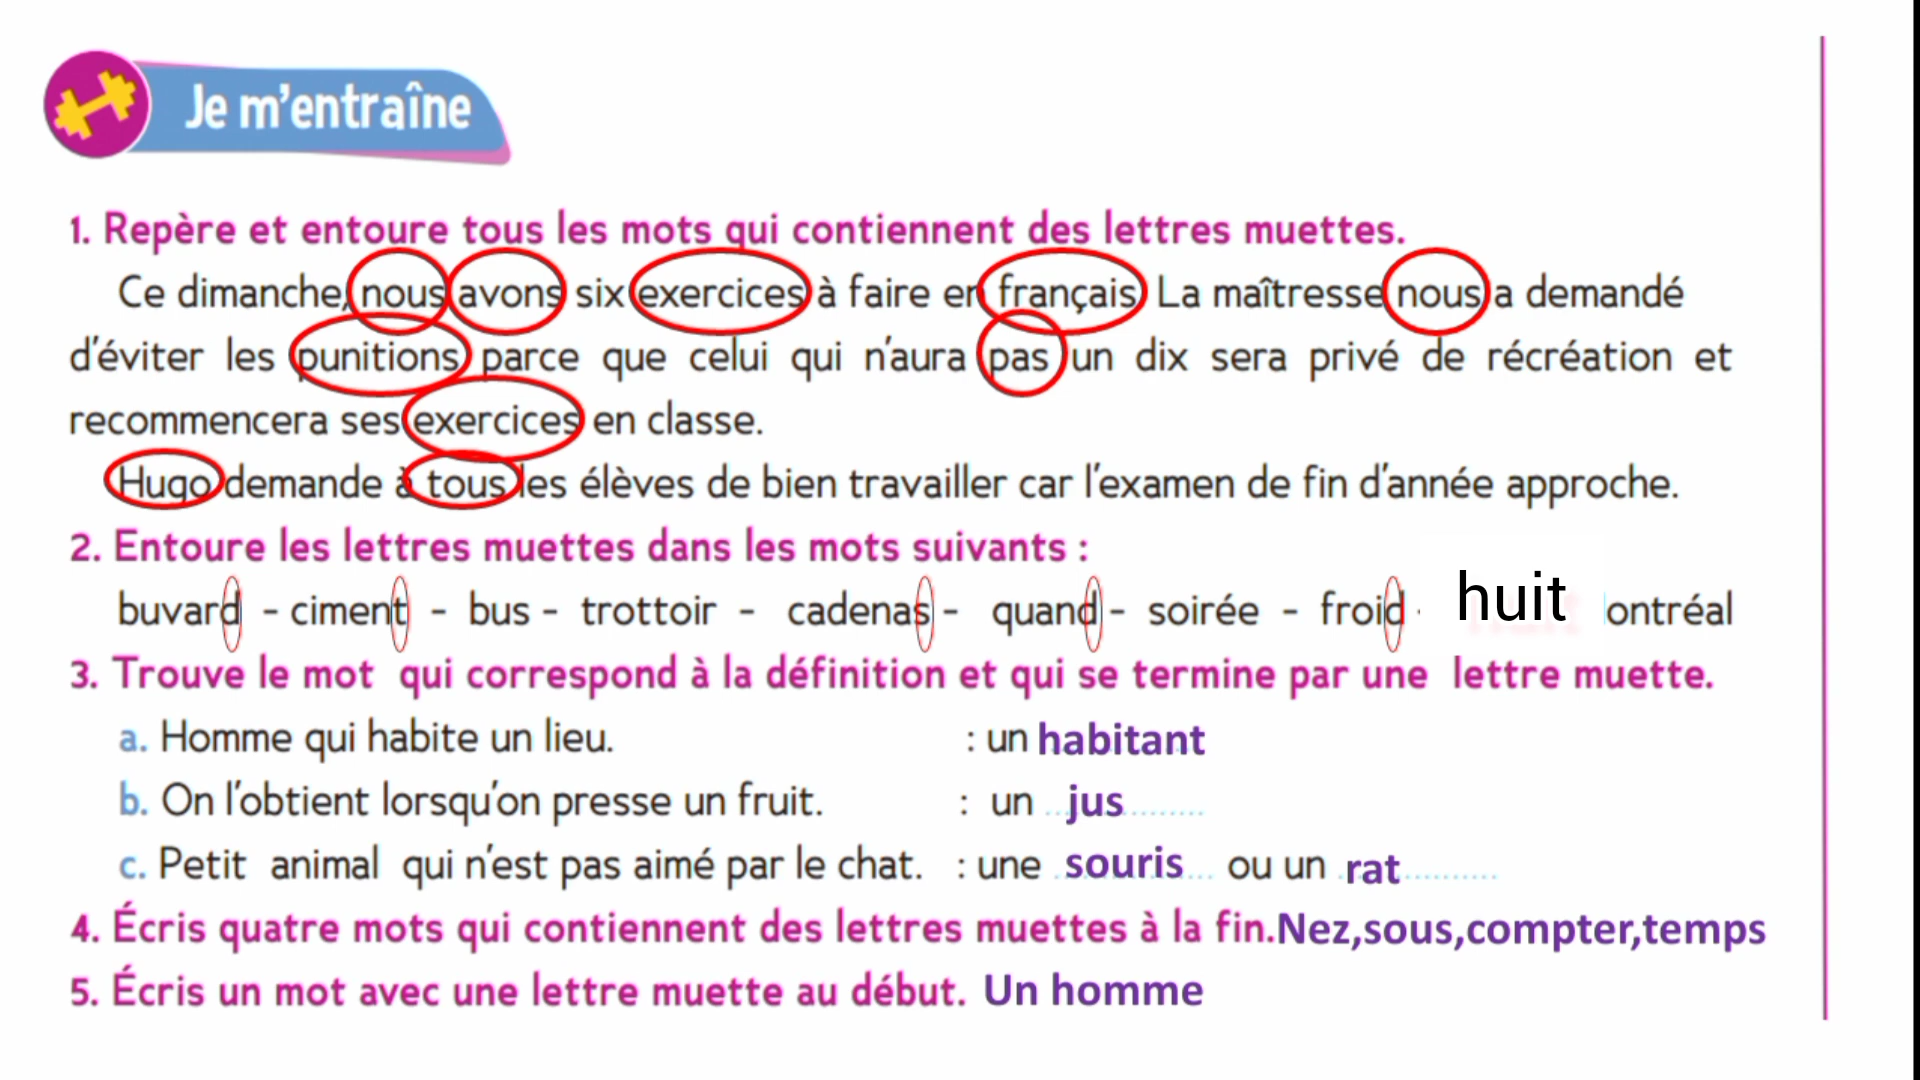 Je m'entraîne
1. Repère et entoure tous les mots qui contiennent des lettres muettes.
Ce dimanche, nous avons six exercices à faire en français. La maîtresse nous a demandé
d'éviter les punitions parce que celui qui n'aura pas un dix sera privé de récréation et
recommencera ses exercices en classe.
Hugo demande à tous les élèves de bien travailler car l'examen de fin d'année approche.
2. Entoure les lettres muettes dans les mots suivants :
buvard - ciment - bus - trottoir - cadenas - quand - soirée - froid - huit ontréal
3. Trouve le mot qui correspond à la définition et qui se termine par une lettre muette.
a. Homme qui habite un lieu. : un habitant
b. On l'obtient lorsqu'on presse un fruit. : un jus
c. Petit animal qui n'est pas aimé par le chat. : une souris ou un rat
4. Écris quatre mots qui contiennent des lettres muettes à la fin.Nez,sous,compter,temps
5. Écris un mot avec une lettre muette au début. Un homme